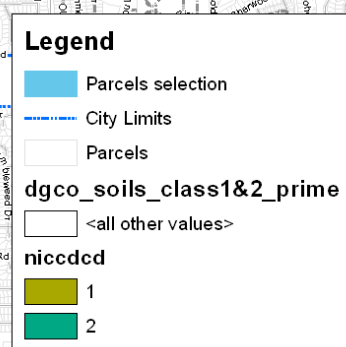 Legend
Parcels selection
City Limits
Parcels
dgco_soils_class1&2_prime
<all other values>
niccdcd
1
2